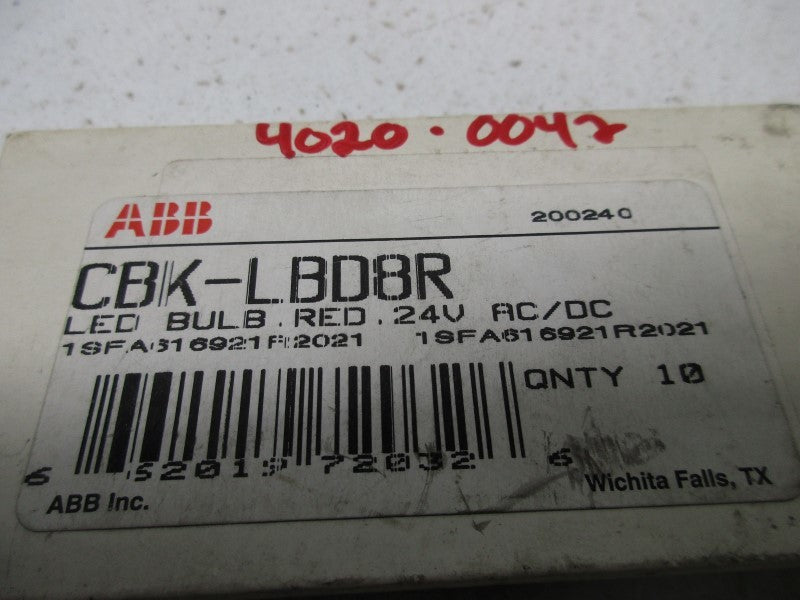 4020.0042
ABB 200240
CBK-LBD8R
LED BULB.RED.24V AC/DC
1SFA616921R2021 1SFA616921R2021
QNTY 10
6 52019 72032 6
ABB Inc. Wichita Falls, TX